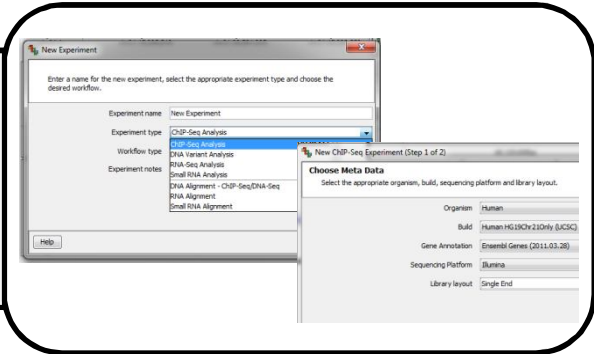 New Experiment
Enter a name for the new experiment, select the appropriate experiment type and choose the
desired workflow.
Experiment name New Experiment
Experiment type ChIP-Seq Analysis
Workflow type
Experiment notes
ChIP-Seq Analysis
DNA Variant Analysis
RNA-Seq Analysis
Small RNA Analysis
DNA Alignment - ChIP-Seq/DNA-Seq
RNA Alignment
Small RNA Alignment
Help
New ChIP-Seq Experiment (Step 1 of 2)
Choose Meta Data
Select the appropriate organism, build, sequencing platform and library layout.
Organism Human
Build Human HG19Chr21Only (UCSC)
Gene Annotation Ensembl Genes (2011.03.28)
Sequencing Platform Illumina
Library layout Single End